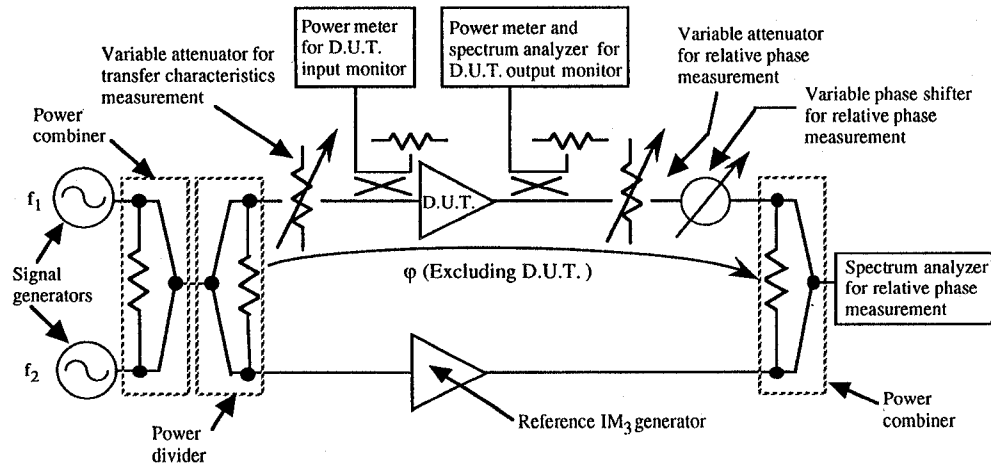 Power meter
for D.U.T.
input monitor
Power meter and
spectrum analyzer for
D.U.T. output monitor
Variable attenuator
for relative phase
measurement
Variable attenuator for
transfer characteristics
measurement
Variable phase shifter
for relative phase
measurement
Power
combiner
f1
D.U.T.
Signal
generators
φ (Excluding D.U.T. )
Spectrum analyzer
for relative phase
measurement
f2
Power
divider
Reference IM3 generator
Power
combiner